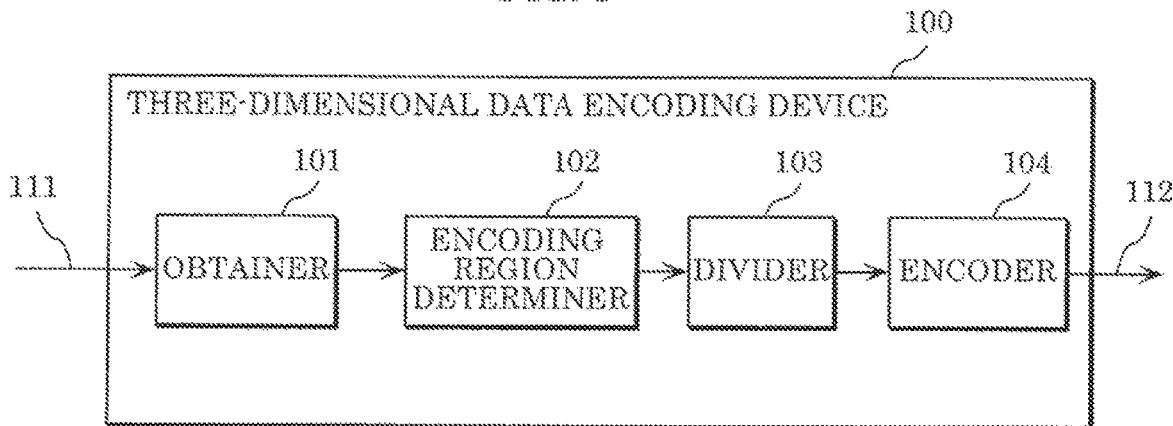 100
THREE-DIMENSIONAL DATA ENCODING DEVICE
101
102
103
104
111
112
OBTAINER
ENCODING
REGION
DETERMINER
DIVIDER
ENCODER